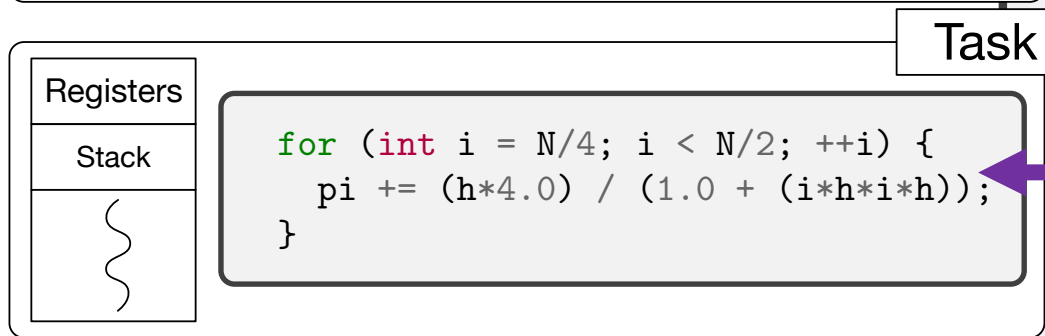 Task
Registers
Stack
for (int i = N/4; i < N/2; ++i) {
  pi += (h*4.0) / (1.0 + (i*h*i*h));
}